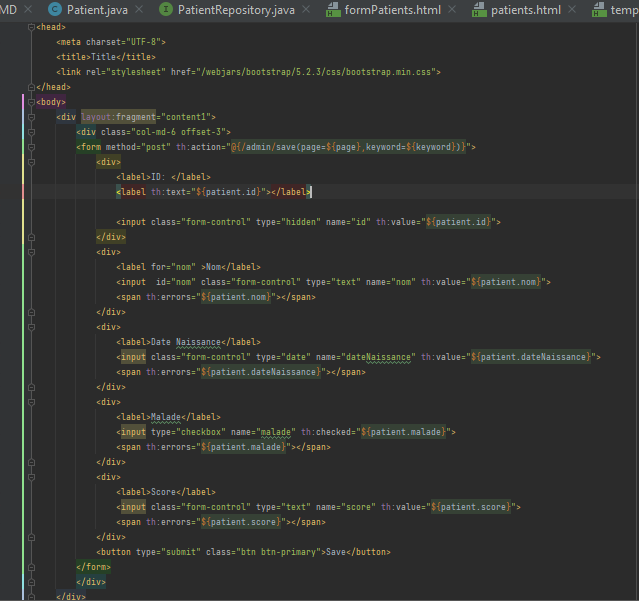 MD Patient.java PatientRepository.java formPatients.html patients.html temp
<head>
<meta charset="UTF-8">
<title>Title</title>
<link rel="stylesheet" href="/webjars/bootstrap/5.2.3/css/bootstrap.min.css">
</head>
<body>
<div layout:fragment="content1">
<div class="col-md-6 offset-3">
<form method="post" th:action="@{/admin/save(page=${page},keyword=${keyword})}">
<div>
<label>ID: </label>
<label th:text="${patient.id}"></label>
<input class="form-control" type="hidden" name="id" th:value="${patient.id}">
</div>
<div>
<label for="nom" >Nom</label>
<input  id="nom" class="form-control" type="text" name="nom" th:value="${patient.nom}">
<span th:errors="${patient.nom}"></span>
</div>
<div>
<label>Date Naissance</label>
<input class="form-control" type="date" name="dateNaissance" th:value="${patient.dateNaissance}">
<span th:errors="${patient.dateNaissance}"></span>
</div>
<div>
<label>Malade</label>
<input type="checkbox" name="malade" th:checked="${patient.malade}">
<span th:errors="${patient.malade}"></span>
</div>
<div>
<label>Score</label>
<input class="form-control" type="text" name="score" th:value="${patient.score}">
<span th:errors="${patient.score}"></span>
</div>
<button type="submit" class="btn btn-primary">Save</button>
</form>
</div>
</div>